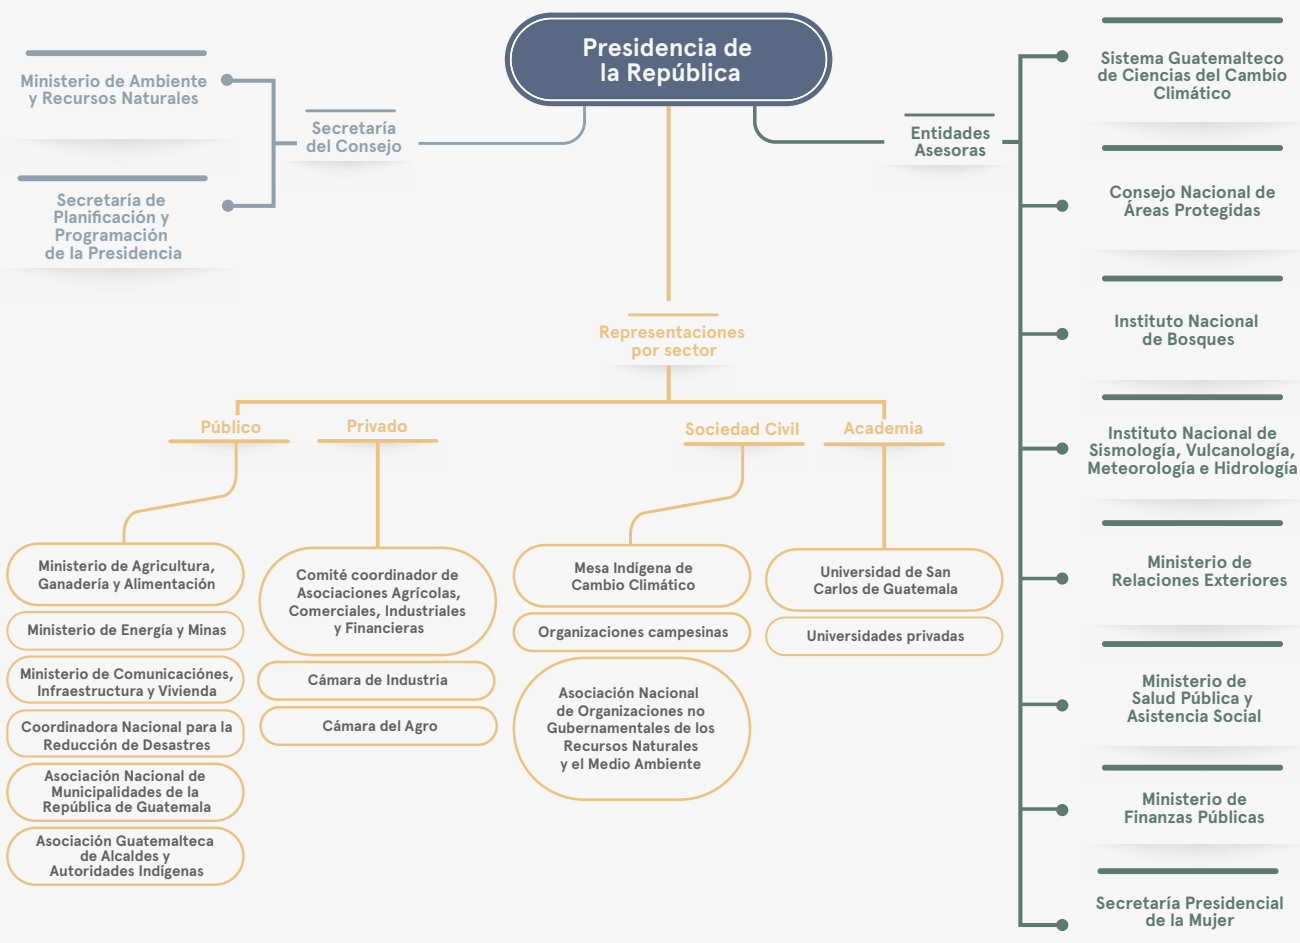 Presidencia de
la República
Ministerio de Ambiente
y Recursos Naturales
Secretaría
del Consejo
Secretaría de
Planificación y
Programación
de la Presidencia
Entidades
Asesoras
Sistema Guatemalteco
de Ciencias del Cambio
Climático
Consejo Nacional de
Áreas Protegidas
Instituto Nacional
de Bosques
Instituto Nacional de
Sismología, Vulcanología,
Meteorología e Hidrología
Ministerio de
Relaciones Exteriores
Ministerio de
Salud Pública y
Asistencia Social
Ministerio de
Finanzas Públicas
Secretaría Presidencial
de la Mujer
Representaciones
por sector
Público
Ministerio de Agricultura,
Ganadería y Alimentación
Ministerio de Energía y Minas
Ministerio de Comunicaciónes,
Infraestructura y Vivienda
Coordinadora Nacional para la
Reducción de Desastres
Asociación Nacional de
Municipalidades de la
República de Guatemala
Asociación Guatemalteca
de Alcaldes y
Autoridades Indígenas
Privado
Comité coordinador de
Asociaciones Agrícolas,
Comerciales, Industriales
y Financieras
Cámara de Industria
Cámara del Agro
Sociedad Civil
Mesa Indígena de
Cambio Climático
Organizaciones campesinas
Asociación Nacional
de Organizaciones no
Gubernamentales de los
Recursos Naturales
y el Medio Ambiente
Academia
Universidad de San
Carlos de Guatemala
Universidades privadas